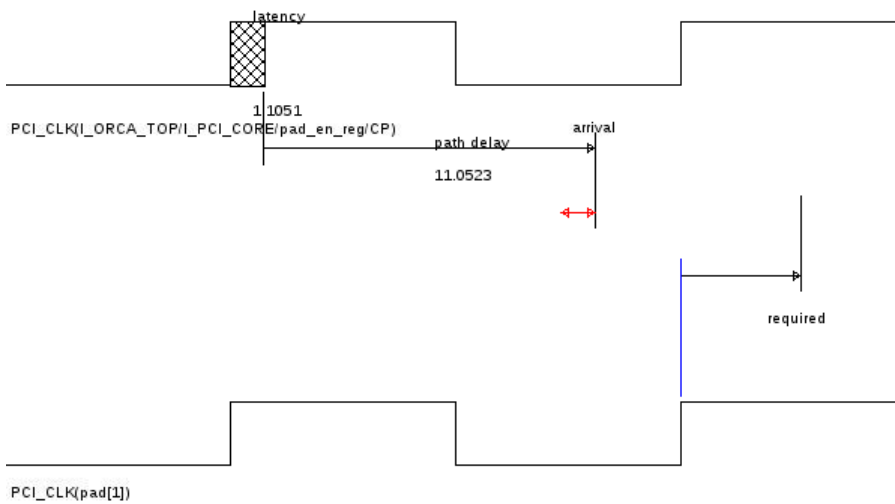 latency
1.1051
PCI_CLK(I_ORCA_TOP/I_PCI_CORE/pad_en_reg/CP)
arrival
path delay
11.0523
required
PCI_CLK(pad[1])